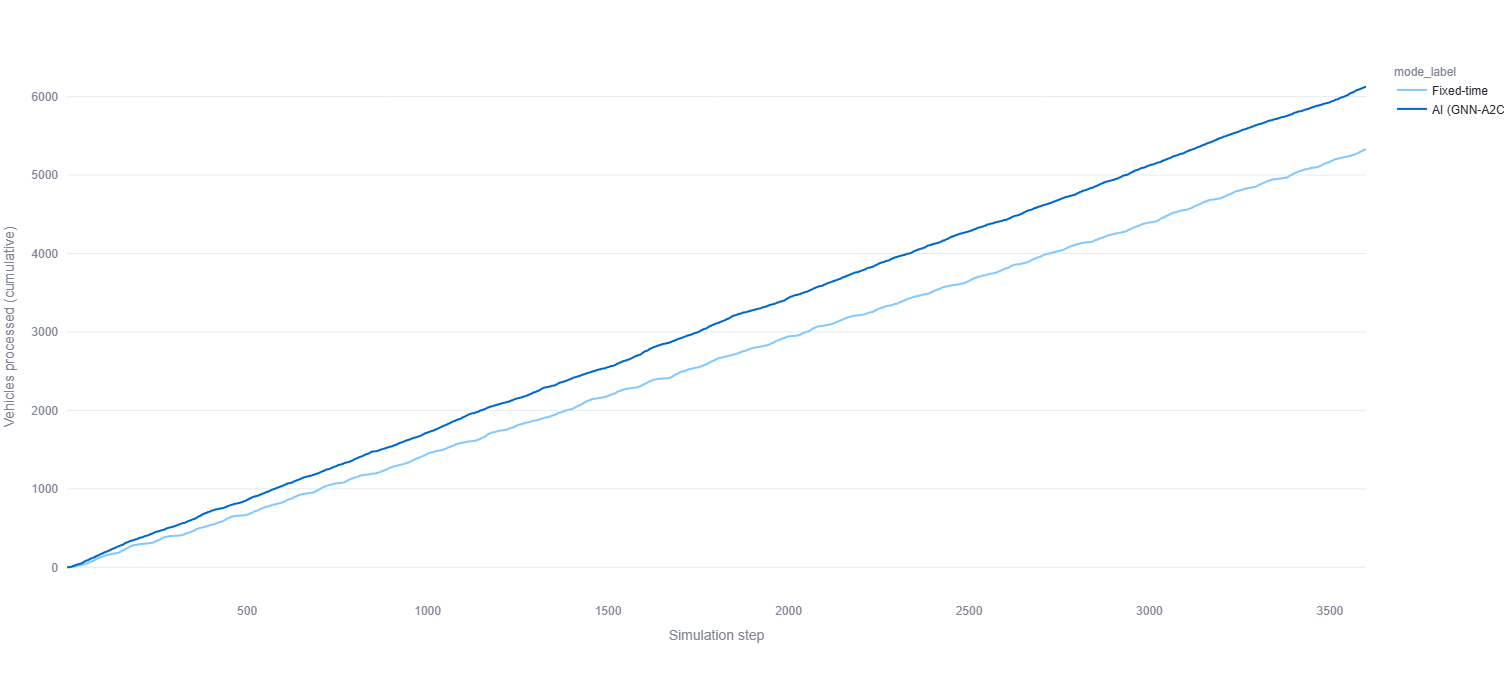 mode_label
Fixed-time
AI (GNN-A2C
Vehicles processed (cumulative)
6000
5000
4000
3000
2000
1000
0
500 1000 1500 2000 2500 3000 3500
Simulation step